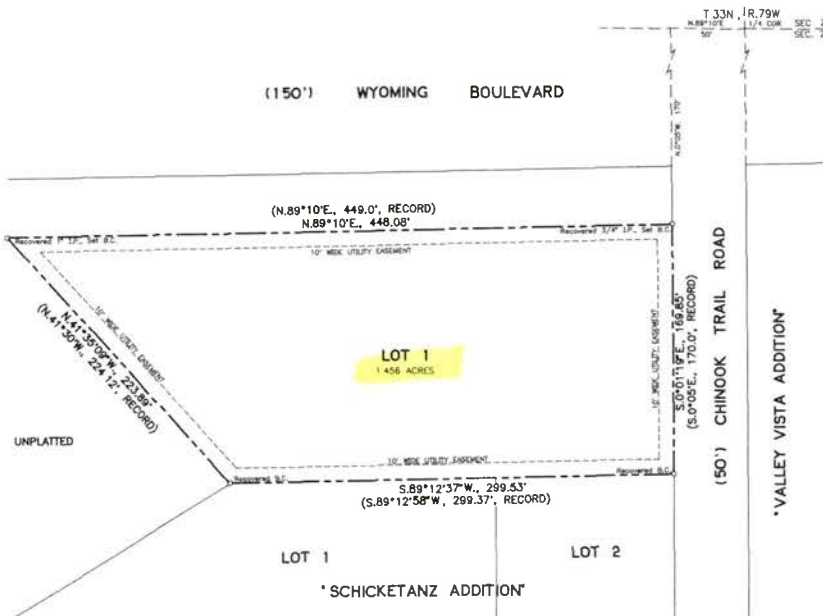 T 33N., R.79W
N.89°10'E
1/4 COR
SEC 2
50'
SEC. 2
(150') WYOMING BOULEVARD
N.0°05'W. 170'
(N.89°10'E., 449.0', RECORD)
N.89°10'E., 448.08'
Recovered 1" I.P., Set B.C.
Recovered 3/4" I.P., Set B.C.
10' WIDE UTILITY EASEMENT
10' WIDE UTILITY EASEMENT
N.41°35'09"W., 223.89'
(N.41°30'W., 224.12', RECORD)
LOT 1
1.456 ACRES
10' WIDE UTILITY EASEMENT
S.0°01'19"E., 169.85'
(S.0°05'E., 170.0', RECORD)
(50') CHINOOK TRAIL ROAD
"VALLEY VISTA ADDITION"
UNPLATTED
10' WIDE UTILITY EASEMENT
Recovered B.C.
Recovered B.C.
S.89°12'37"W., 299.53'
(S.89°12'58"W, 299.37', RECORD)
LOT 1
LOT 2
"SCHICKETANZ ADDITION"